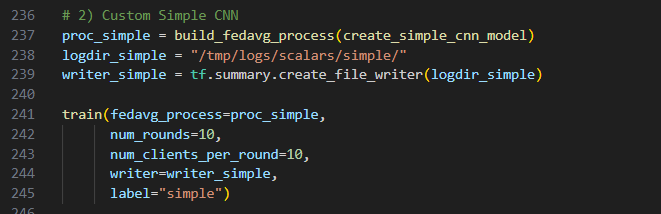 236 # 2) Custom Simple CNN
237 proc_simple = build_fedavg_process(create_simple_cnn_model)
238 logdir_simple = "/tmp/logs/scalars/simple/"
239 writer_simple = tf.summary.create_file_writer(logdir_simple)
240
241 train(fedavg_process=proc_simple,
242       num_rounds=10,
243       num_clients_per_round=10,
244       writer=writer_simple,
245       label="simple")
246